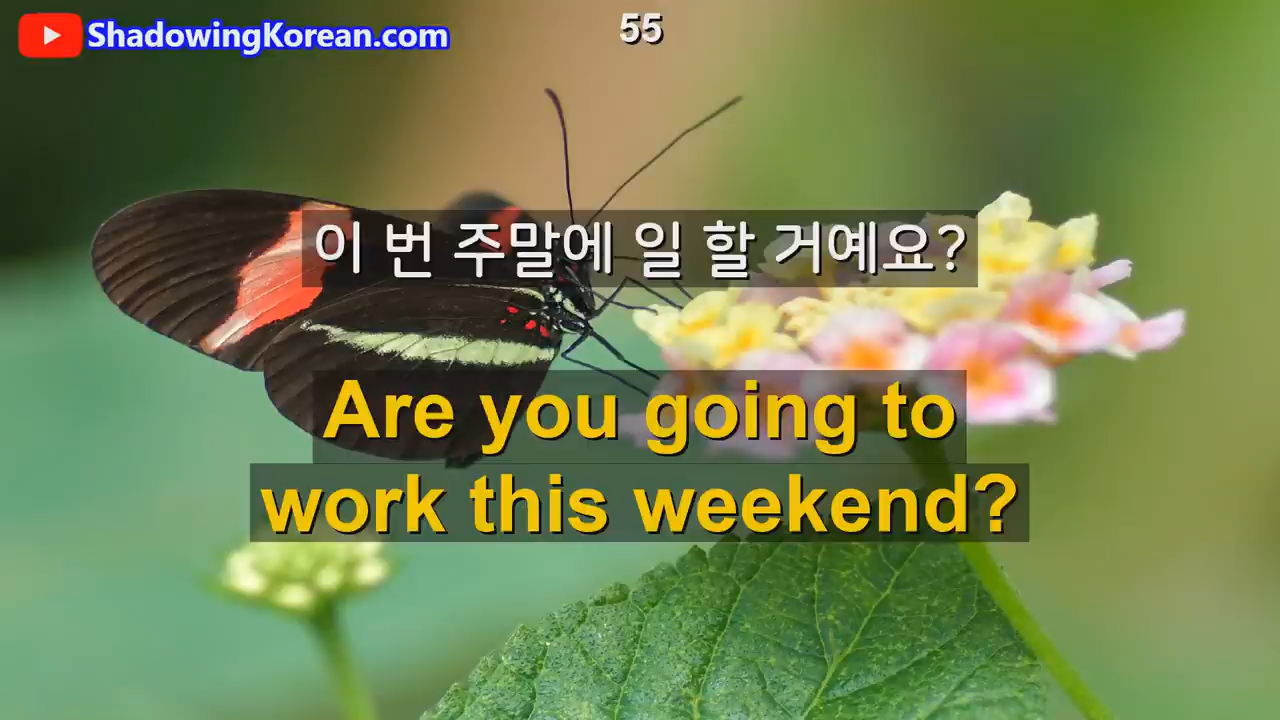 ShadowingKorean.com
55
이 번 주말에 일 할 거예요?
Are you going to
work this weekend?